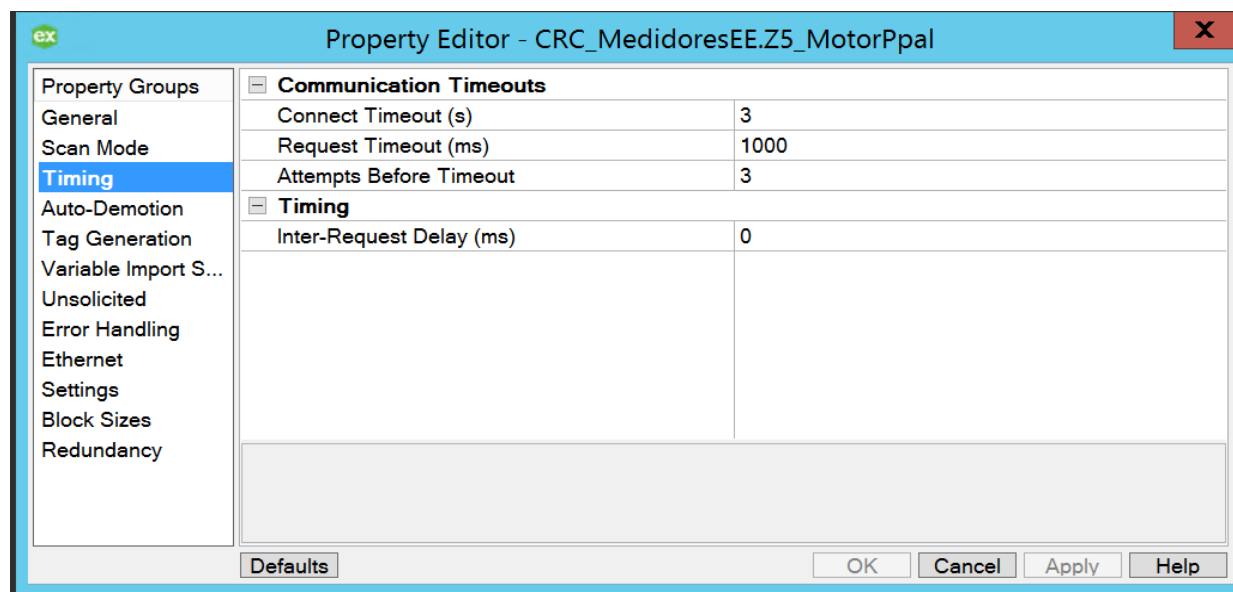 ex
Property Editor - CRC_MedidoresEE.Z5_MotorPpal
X
Property Groups
General
Scan Mode
Timing
Auto-Demotion
Tag Generation
Variable Import S...
Unsolicited
Error Handling
Ethernet
Settings
Block Sizes
Redundancy
Communication Timeouts
Connect Timeout (s) 3
Request Timeout (ms) 1000
Attempts Before Timeout 3
Timing
Inter-Request Delay (ms) 0
Defaults OK Cancel Apply Help